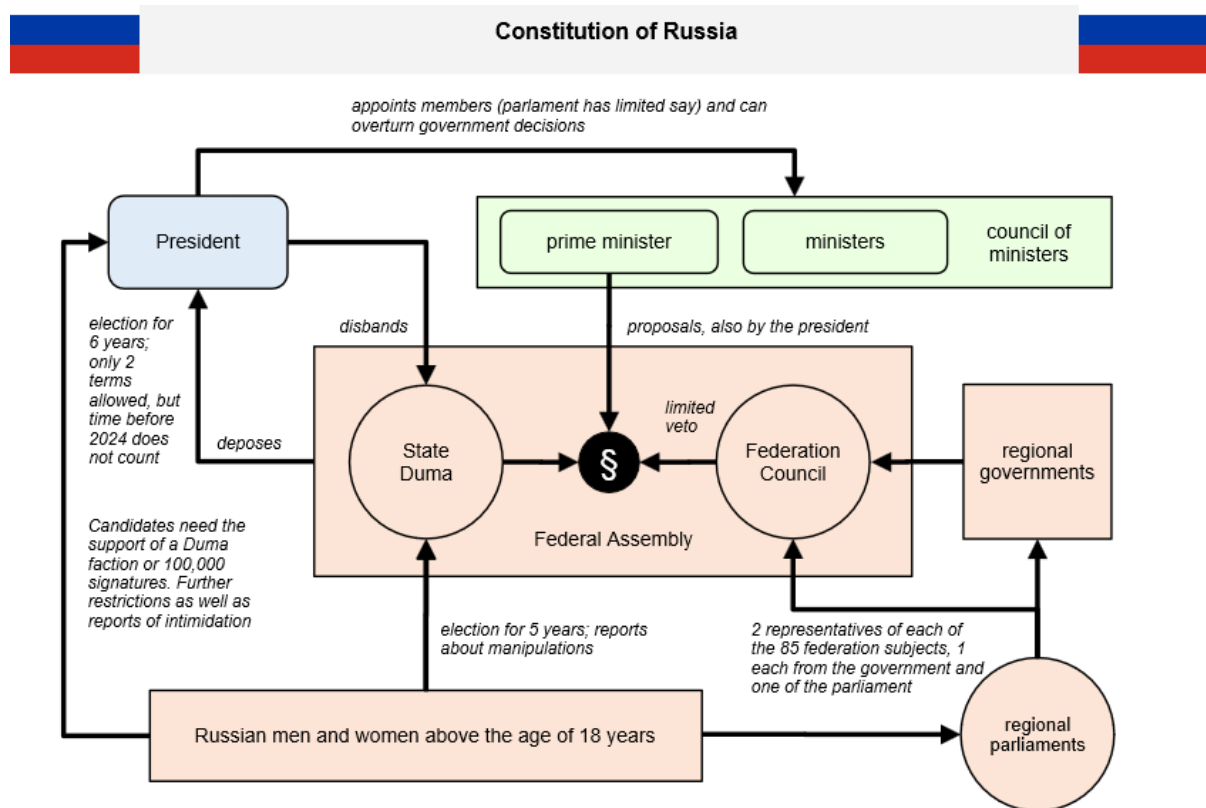 Constitution of Russia
appoints members (parlament has limited say) and can
overturn government decisions
President
prime minister
ministers
council of
ministers
election for
6 years;
only 2
terms
allowed, but
time before
2024 does
not count
disbands
proposals, also by the president
deposes
State
Duma
§
limited
veto
Federation
Council
regional
governments
Federal Assembly
Candidates need the
support of a Duma
faction or 100,000
signatures. Further
restrictions as well as
reports of intimidation
election for 5 years; reports
about manipulations
2 representatives of each of
the 85 federation subjects, 1
each from the government and
one of the parliament
Russian men and women above the age of 18 years
regional
parliaments